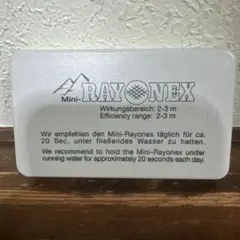 Mini-RAYONEX
Wirkungsbereich: 2-3 m
Efficiency range: 2-3 m
Wir empfehlen den Mini-Rayonex täglich für ca.
20 Sec. unter fließendes Wasser zu halten.
We recommend to hold the Mini-Rayonex under
running water for approximately 20 seconds each day.